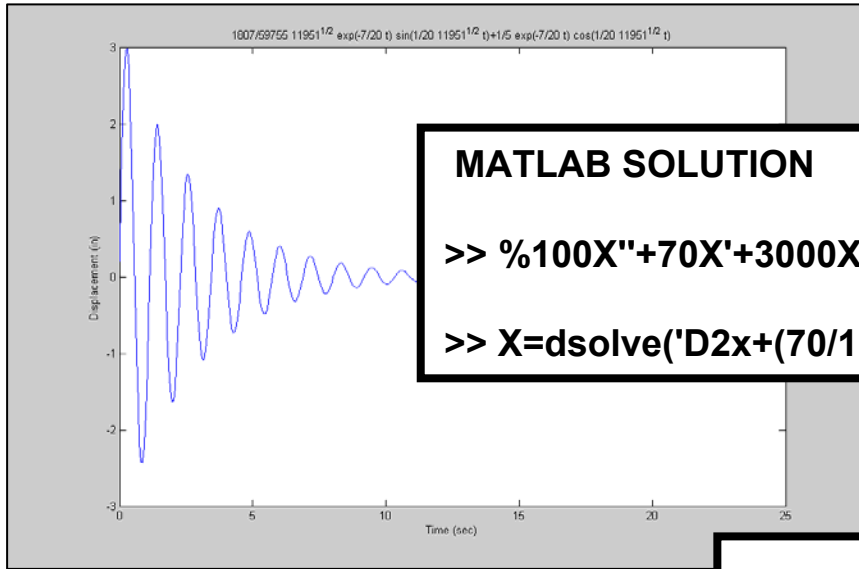 1807/59755 11951^1/2 exp(-7/20 t) sin(1/20 11951^1/2 t)+1/5 exp(-7/20 t) cos(1/20 11951^1/2 t)
3
2
1
0
-1
-2
-3
Displacement (in)
0 5 10 15 20 25
Time (sec)
MATLAB SOLUTION
>> %100X"+70X'+3000X
>> X=dsolve('D2x+(70/1